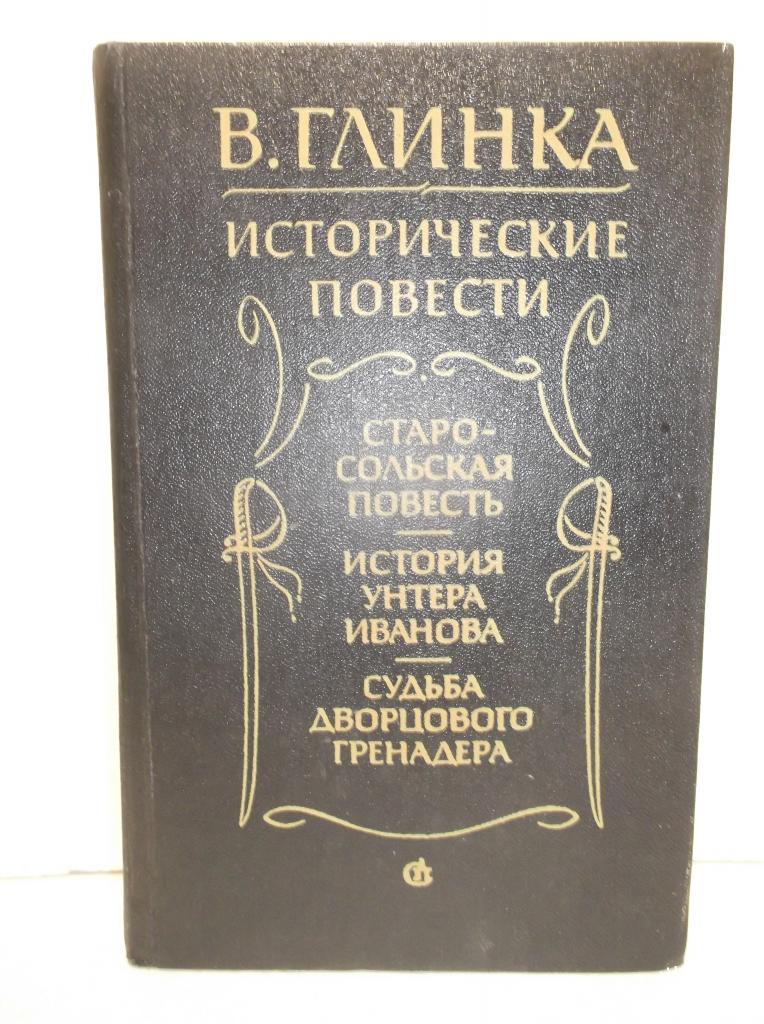 В. ГЛИНКА
ИСТОРИЧЕСКИЕ
ПОВЕСТИ
СТАРО-
СОЛЬСКАЯ
ПОВЕСТЬ
ИСТОРИЯ
УНТЕРА
ИВАНОВА
СУДЬБА
ДВОРЦОВОГО
ГРЕНАДЕРА